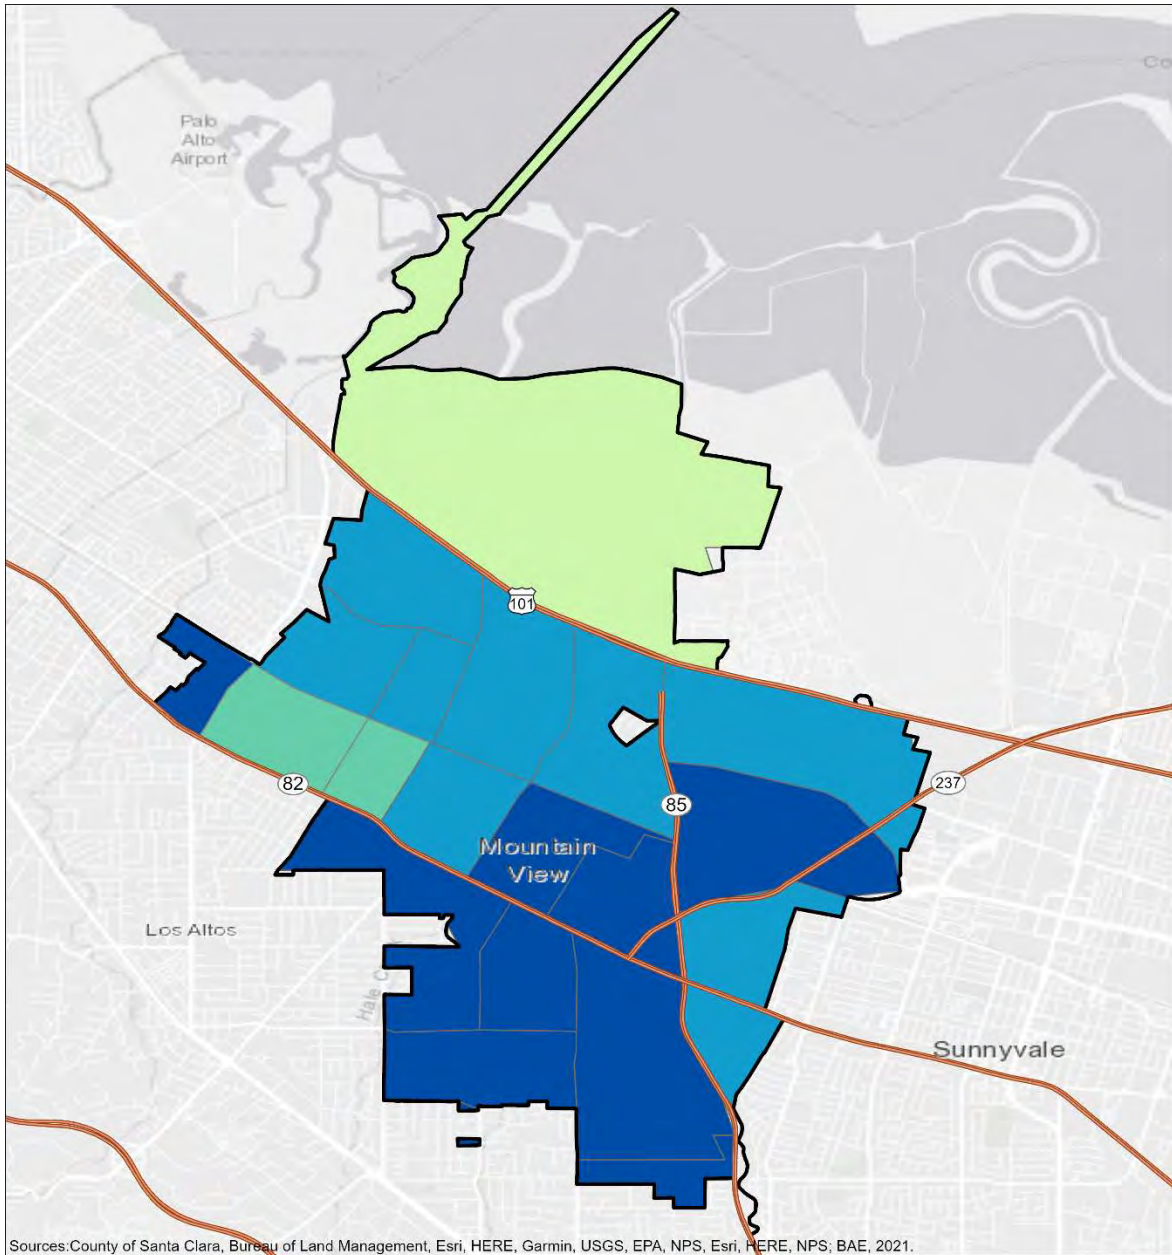 Palo
Alto
Airport
101
82
85
237
Mountain
View
Los Altos
Hale C
Sunnyvale
Sources:County of Santa Clara, Bureau of Land Management, Esri, HERE, Garmin, USGS, EPA, NPS, Esri, HERE, NPS; BAE, 2021.